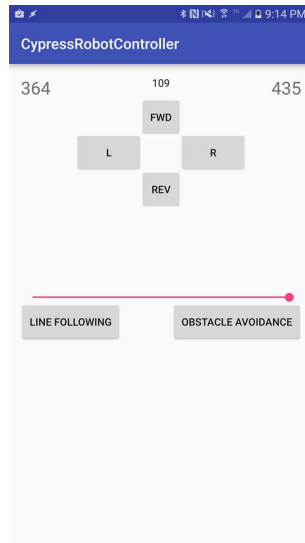 9:14 PM
CypressRobotController
364 109 435
FWD
L R
REV
LINE FOLLOWING OBSTACLE AVOIDANCE